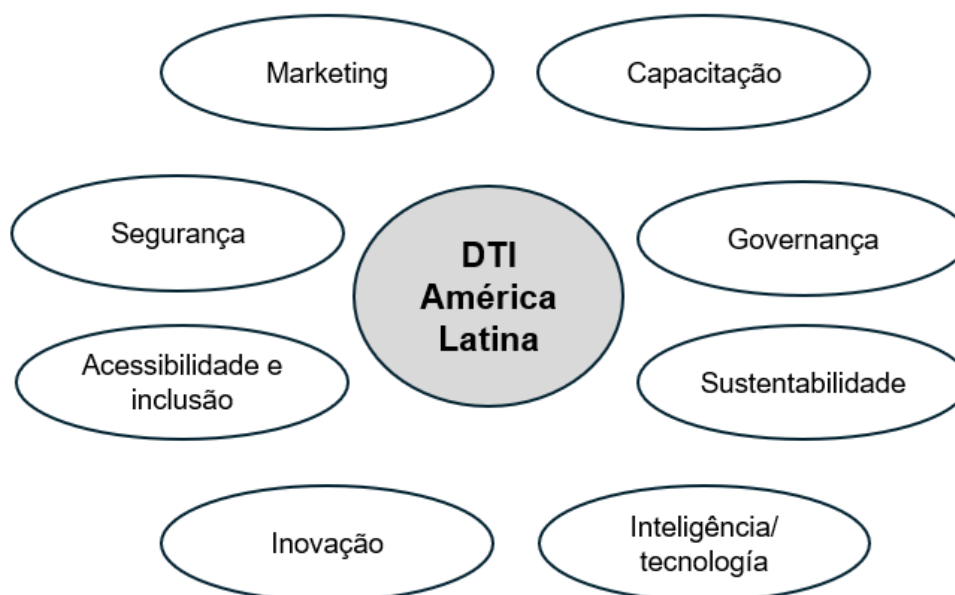 Marketing
Capacitação
Segurança
Governança
DTI
América
Latina
Acessibilidade e
inclusão
Sustentabilidade
Inovação
Inteligência/
tecnología